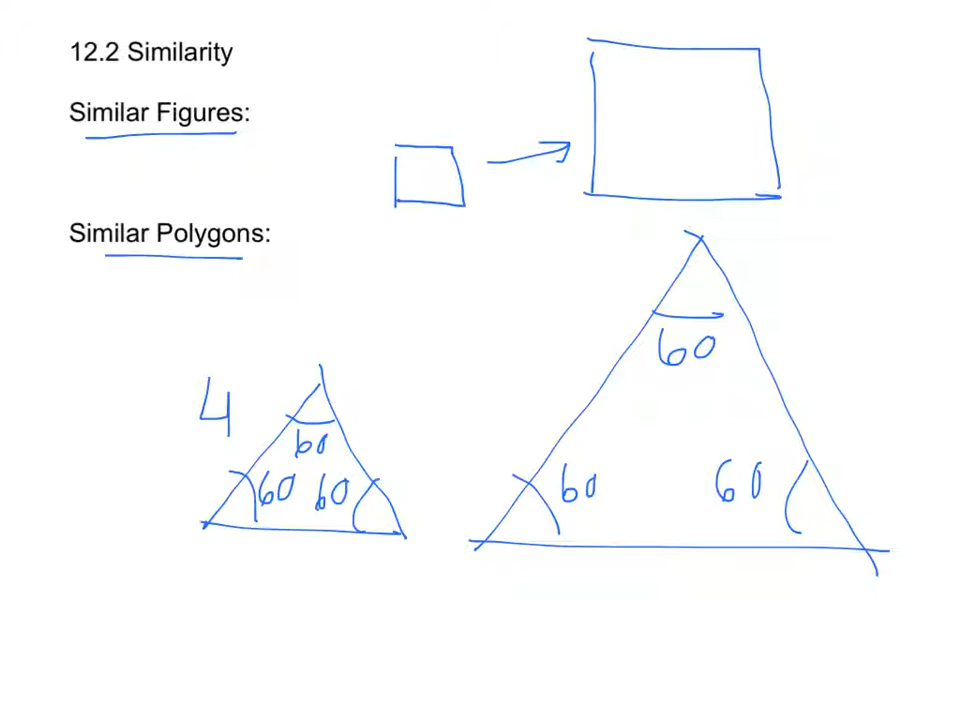 12.2 Similarity
Similar Figures:
Similar Polygons:
60
4
60
60 60
60 60